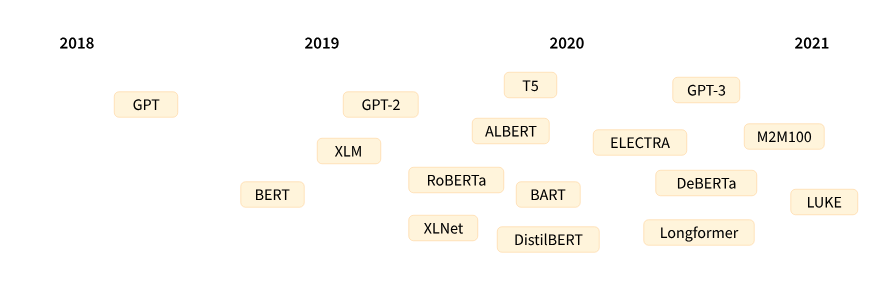 2018 2019 2020 2021
T5
GPT-3
GPT GPT-2
ALBERT
M2M100
ELECTRA
XLM
RoBERTa
DeBERTa
BERT
BART
LUKE
XLNet
Longformer
DistilBERT